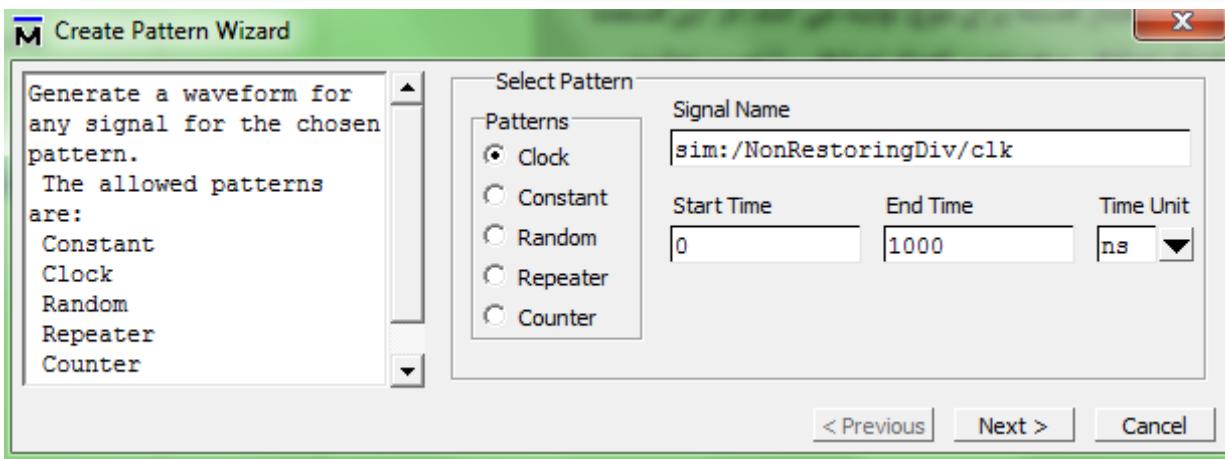 Create Pattern Wizard
Generate a waveform for
any signal for the chosen
pattern.
The allowed patterns
are:
Constant
Clock
Random
Repeater
Counter
Select Pattern
Patterns
Clock
Constant
Random
Repeater
Counter
Signal Name
sim:/NonRestoringDiv/clk
Start Time End Time Time Unit
0 1000 ns
< Previous Next > Cancel